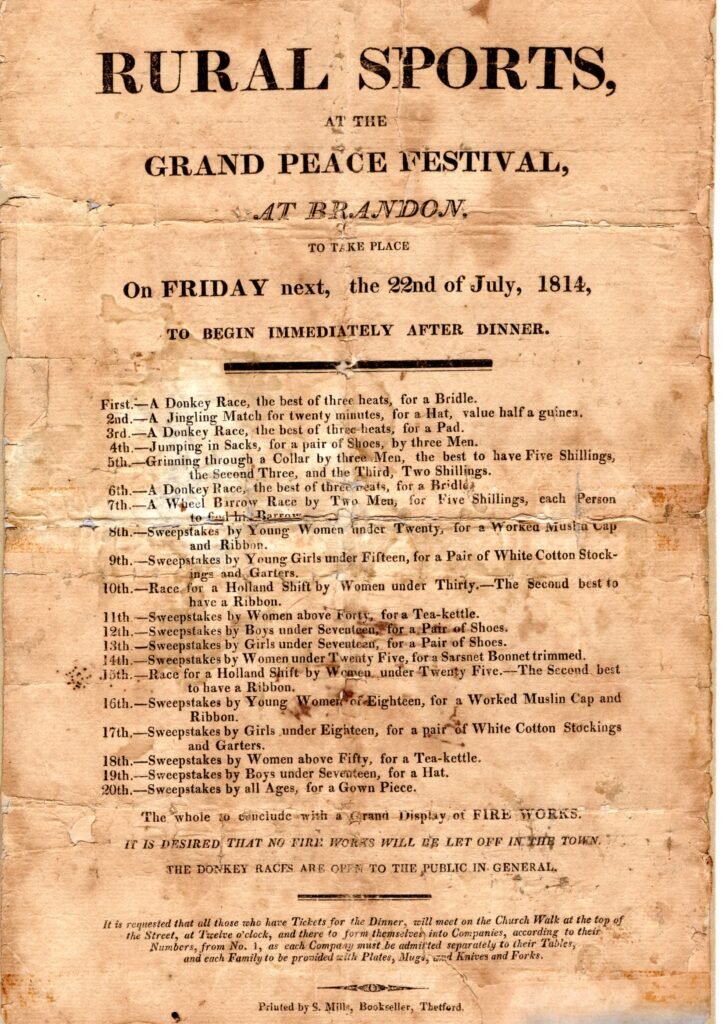 RURAL SPORTS,
AT THE
GRAND PEACE FESTIVAL,
AT BRANDON,
TO TAKE PLACE
On FRIDAY next, the 22nd of July, 1814,
TO BEGIN IMMEDIATELY AFTER DINNER.
First.—A Donkey Race, the best of three heats, for a Bridle.
2nd.—A Jingling Match for twenty minutes, for a Hat, value half a guinea.
3rd.—A Donkey Race, the best of three heats, for a Pad.
4th.—Jumping in Sacks, for a pair of Shoes, by three Men.
5th.—Grinning through a Collar by three Men, the best to have Five Shillings,
the Second Three, and the Third, Two Shillings.
6th.—A Donkey Race, the best of three heats, for a Bridle.
7th.—A Wheel Barrow Race by Two Men, for Five Shillings, each Person
to his Barrow.
8th.—Sweepstakes by Young Women under Twenty, for a Worked Muslin Cap
and Ribbon.
9th.—Sweepstakes by Young Girls under Fifteen, for a Pair of White Cotton Stock-
ings and Garters.
10th.—Race for a Holland Shift by Women under Thirty.—The Second best to
have a Ribbon.
11th.—Sweepstakes by Women above Forty, for a Tea-kettle.
12th.—Sweepstakes by Boys under Seventeen, for a Pair of Shoes.
13th.—Sweepstakes by Girls under Seventeen, for a Pair of Shoes.
14th.—Sweepstakes by Women under Twenty Five, for a Sarsnet Bonnet trimmed.
15th.—Race for a Holland Shift by Women under Twenty Five.—The Second best
to have a Ribbon.
16th.—Sweepstakes by Young Women of Eighteen, for a Worked Muslin Cap and
Ribbon.
17th.—Sweepstakes by Girls under Eighteen, for a pair of White Cotton Stockings
and Garters.
18th.—Sweepstakes by Women above Fifty, for a Tea-kettle.
19th.—Sweepstakes by Boys under Seventeen, for a Hat.
20th.—Sweepstakes by all Ages, for a Gown Piece.
The whole to conclude with a Grand Display of FIRE WORKS.
IT IS DESIRED THAT NO FIRE WORKS WILL BE LET OFF IN THE TOWN.
THE DONKEY RACES ARE OPEN TO THE PUBLIC IN GENERAL.
It is requested that all those who have Tickets for the Dinner, will meet on the Church Walk at the top of
the Street, at Twelve o'clock, and there to form themselves into Companies, according to their
Numbers, from No. 1, as each Company must be admitted separately to their Tables,
and each Family to be provided with Plates, Mugs, and Knives and Forks.
Printed by S. Mills, Bookseller, Thetford.